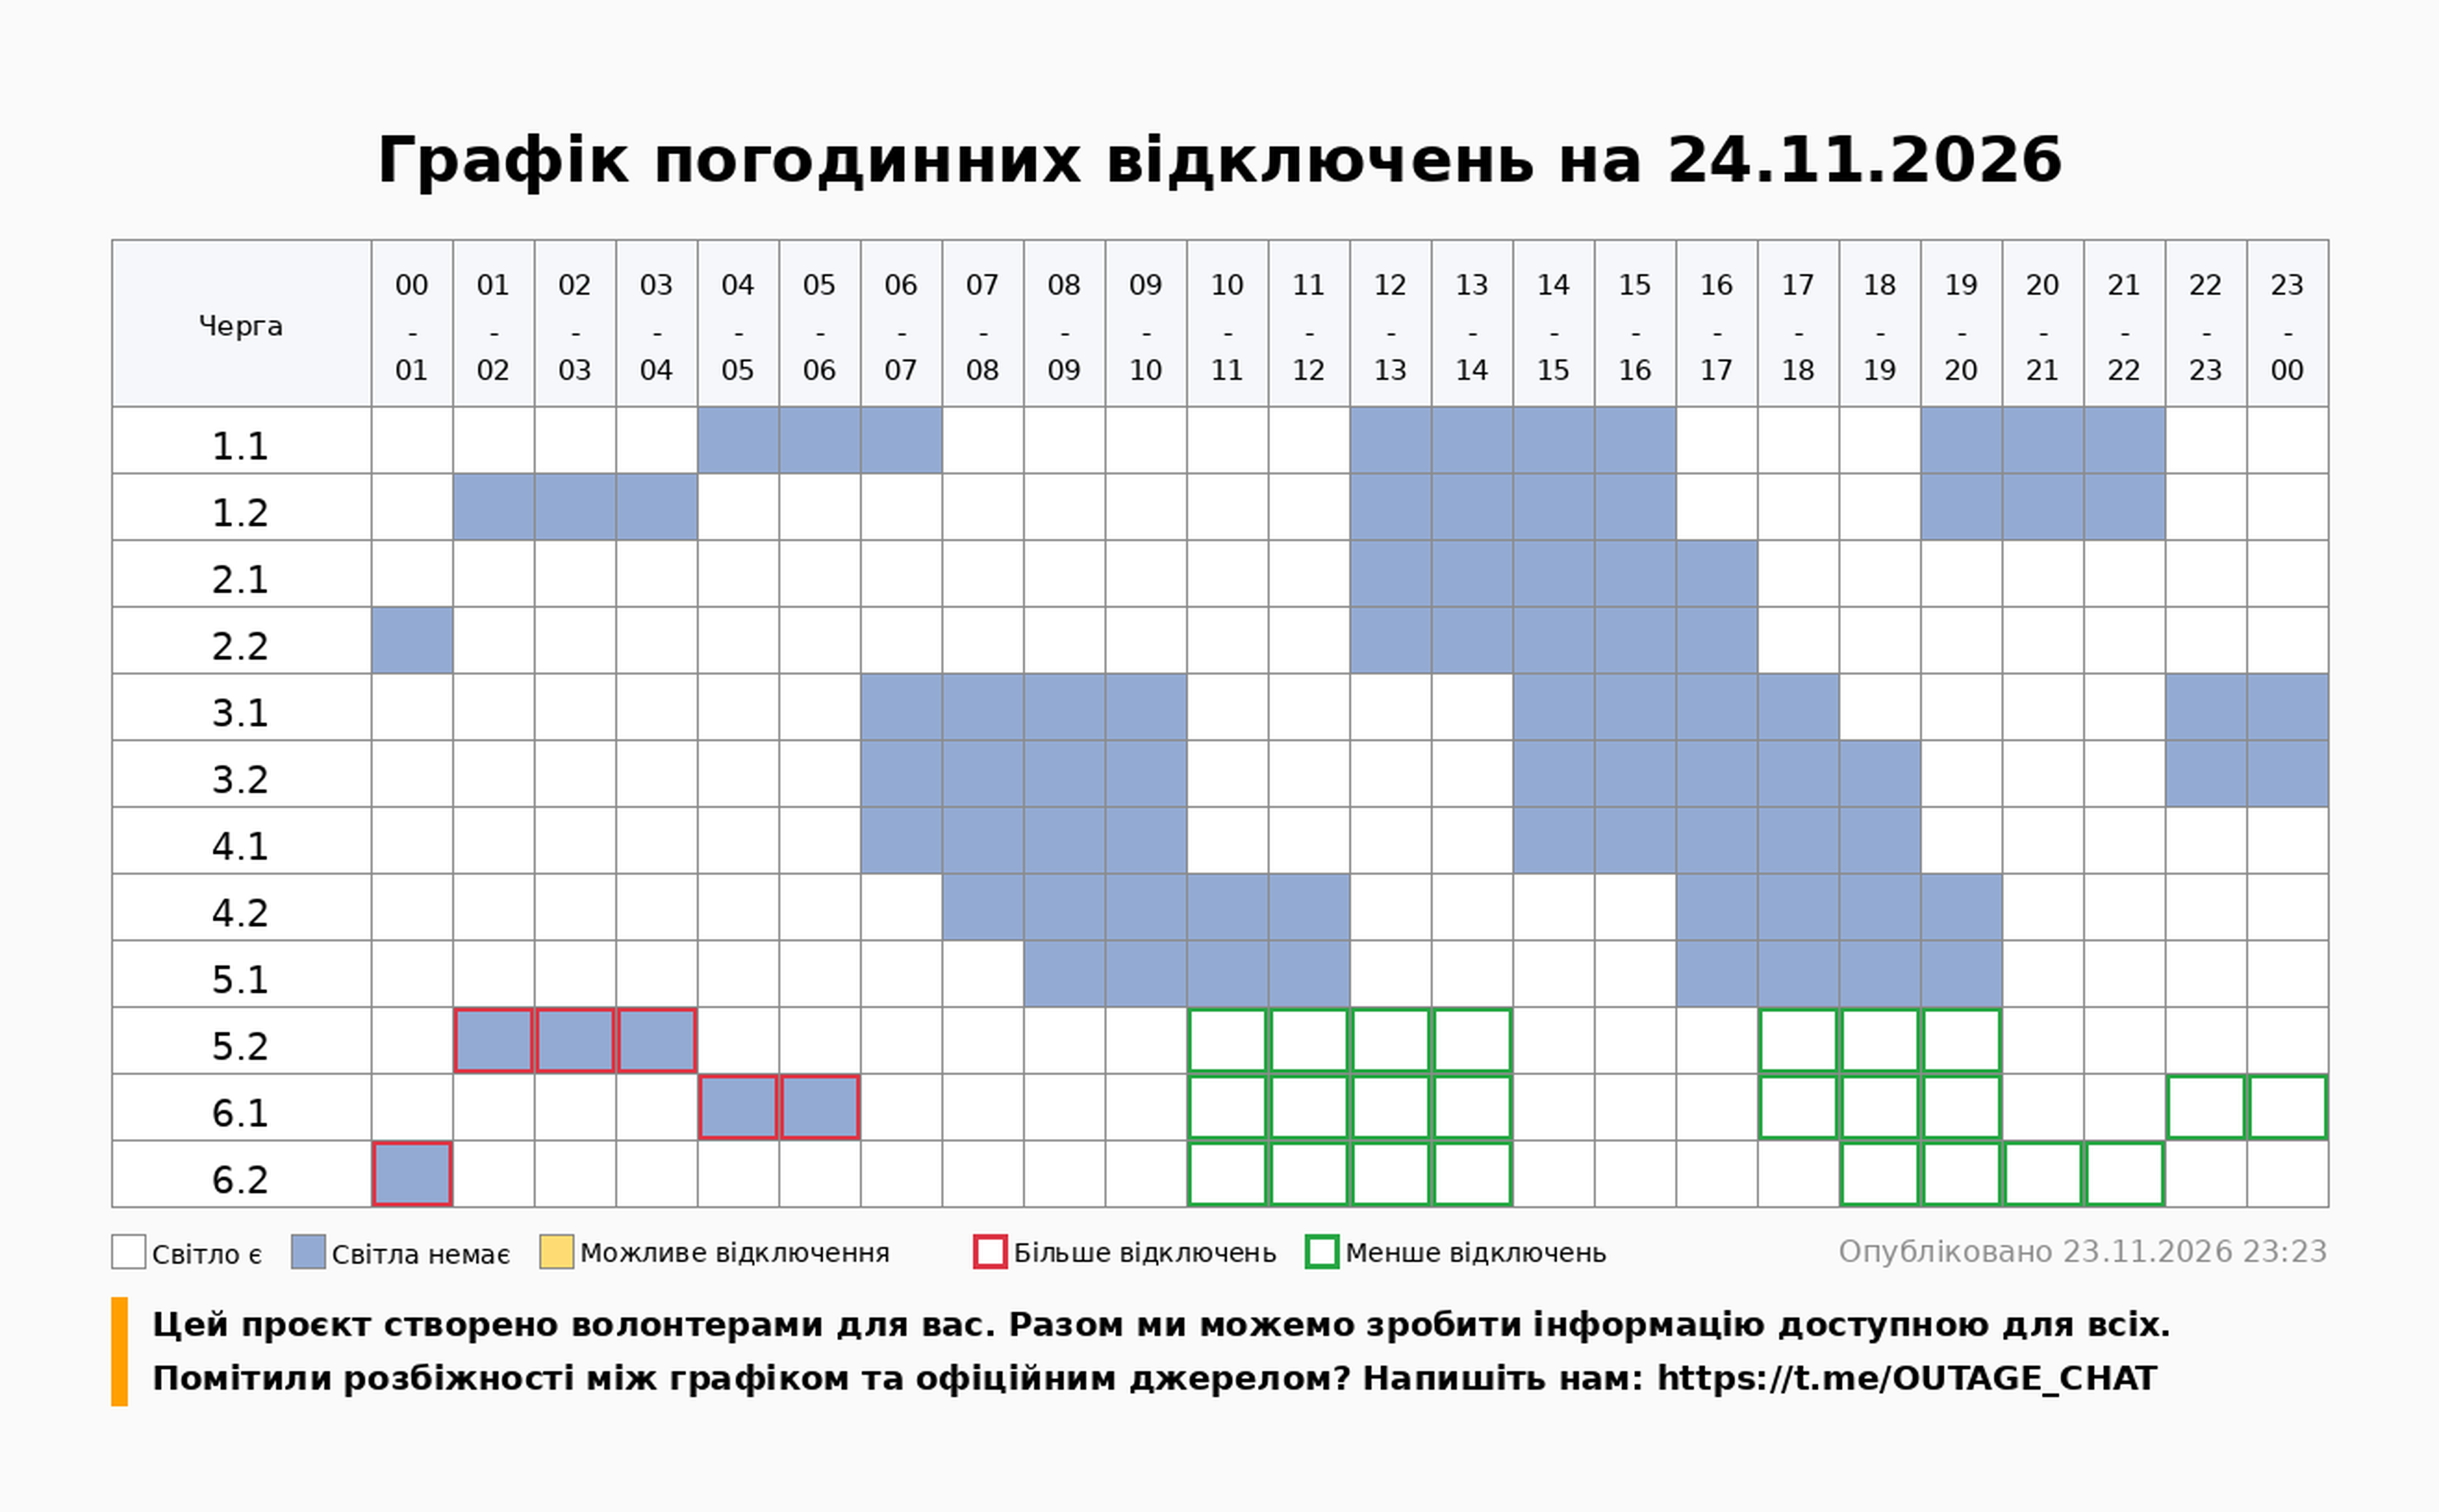 Графік погодинних відключень на 24.11.2026
Черга 00 - 01 01 - 02 02 - 03 03 - 04 04 - 05 05 - 06 06 - 07 07 - 08 08 - 09 09 - 10 10 - 11 11 - 12 12 - 13 13 - 14 14 - 15 15 - 16 16 - 17 17 - 18 18 - 19 19 - 20 20 - 21 21 - 22 22 - 23 23 - 00
1.1
1.2
2.1
2.2
3.1
3.2
4.1
4.2
5.1
5.2
6.1
6.2
Світло є Світла немає Можливе відключення Більше відключень Менше відключень Опубліковано 23.11.2026 23:23
Цей проєкт створено волонтерами для вас. Разом ми можемо зробити інформацію доступною для всіх.
Помітили розбіжності між графіком та офіційним джерелом? Напишіть нам: https://t.me/OUTAGE_CHAT